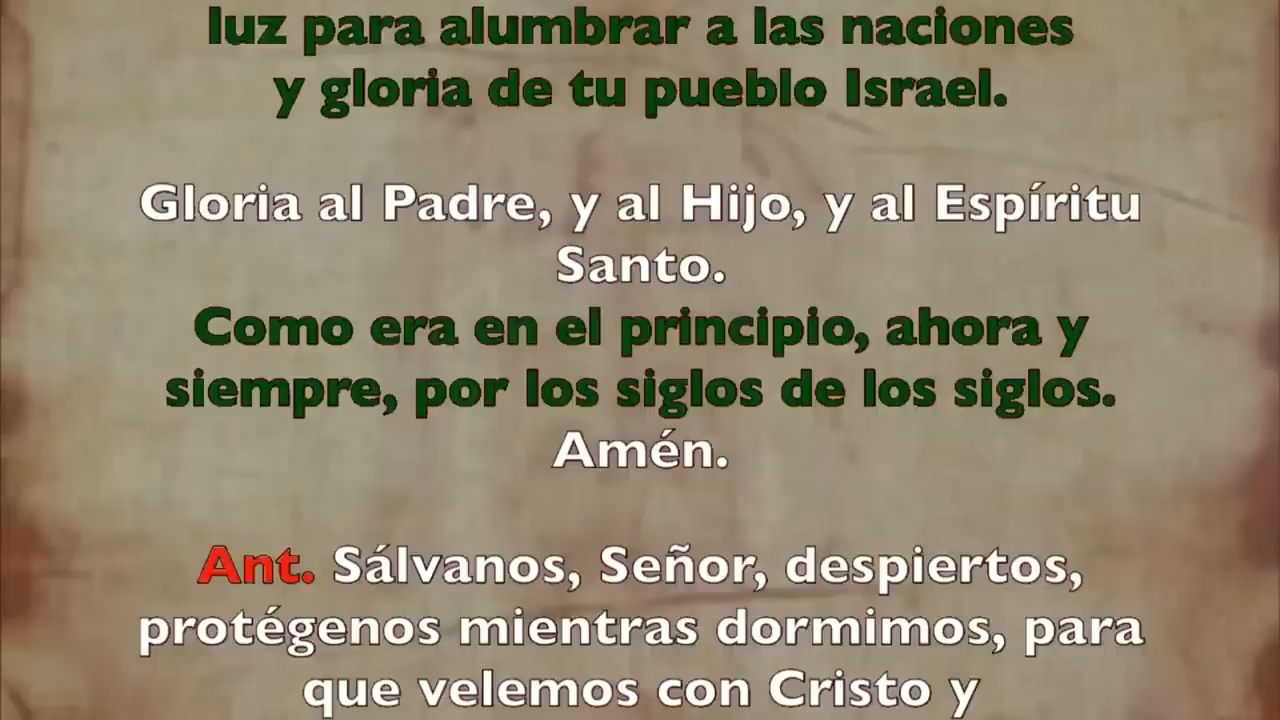 luz para alumbrar a las naciones
y gloria de tu pueblo Israel.
Gloria al Padre, y al Hijo, y al Espíritu
Santo.
Como era en el principio, ahora y
siempre, por los siglos de los siglos.
Amén.
Ant. Sálvanos, Señor, despiertos,
protégenos mientras dormimos, para
que velemos con Cristo y